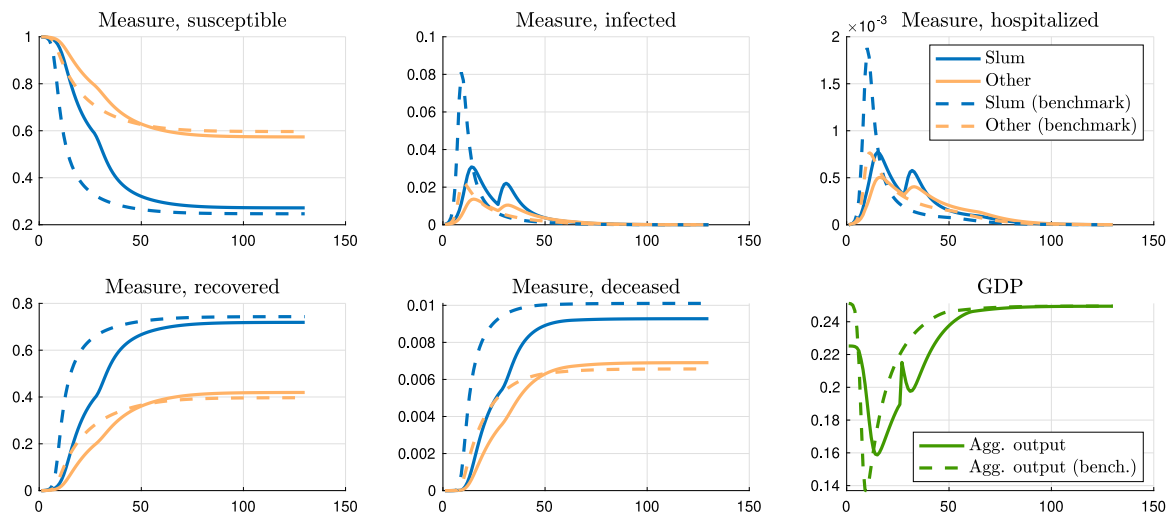 Measure, susceptible
1
0.8
0.6
0.4
0.2
0 50 100 150
Measure, infected
0.1
0.08
0.06
0.04
0.02
0
0 50 100 150
Measure, hospitalized
×10⁻³
2
1.5
1
0.5
0
0 50 100 150
Slum
Other
Slum (benchmark)
Other (benchmark)
Measure, recovered
0.8
0.6
0.4
0.2
0
0 50 100 150
Measure, deceased
0.01
0.008
0.006
0.004
0.002
0
0 50 100 150
GDP
0.24
0.22
0.2
0.18
0.16
0.14
0 50 100 150
Agg. output
Agg. output (bench.)